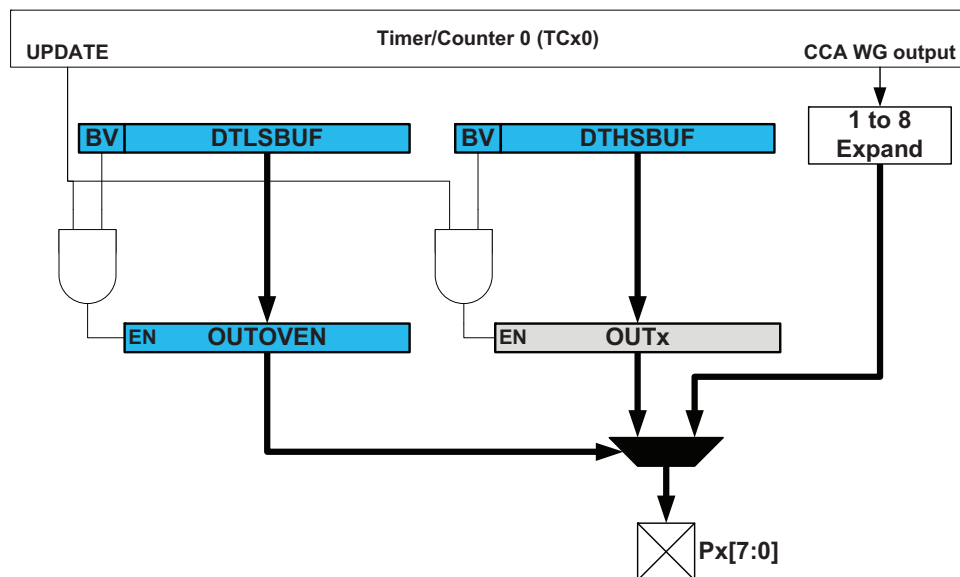 Timer/Counter 0 (TCx0)
UPDATE
CCA WG output
BV
DTLSBUF
BV
DTHSBUF
1 to 8
Expand
EN
OUTOVEN
EN
OUTx
Px[7:0]